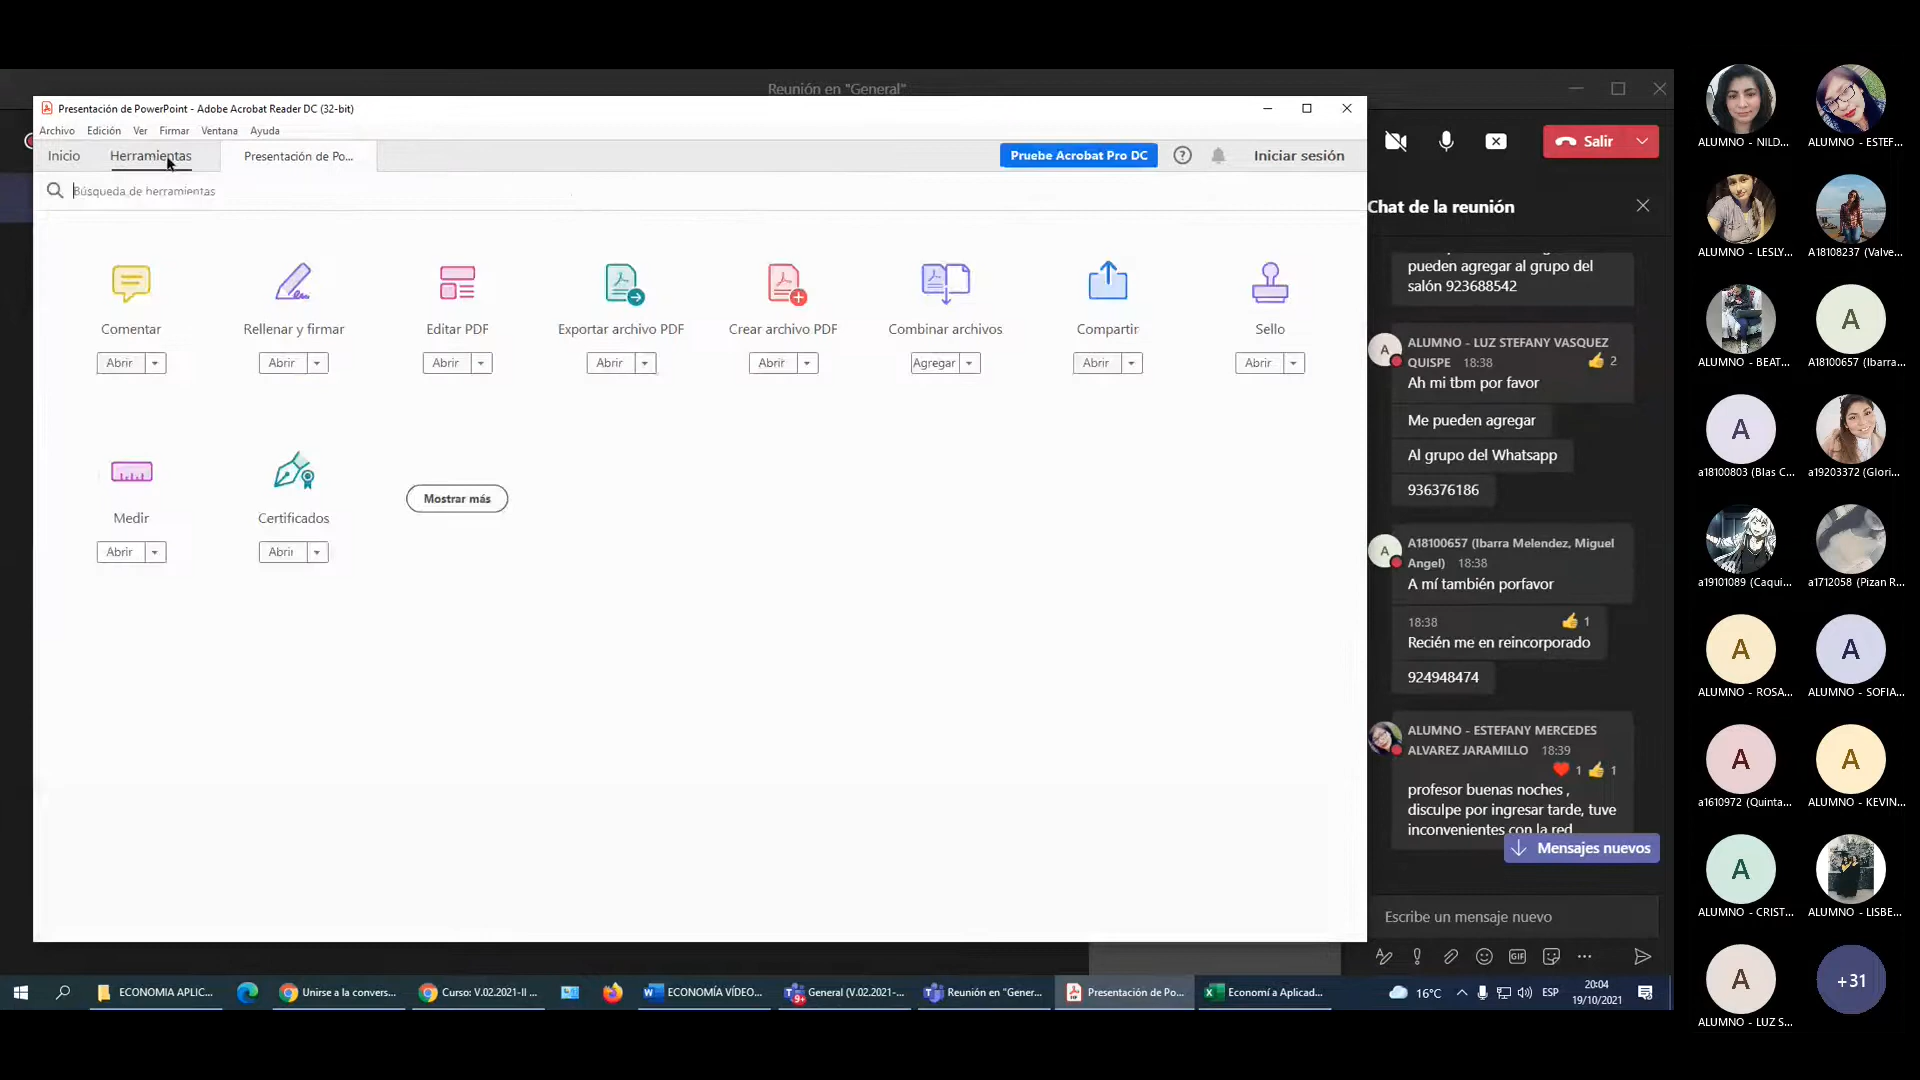 Reunión en "General"
Presentación de PowerPoint - Adobe Acrobat Reader DC (32-bit)
Archivo Edición Ver Firmar Ventana Ayuda
Inicio Herramientas Presentación de Po... Pruebe Acrobat Pro DC Iniciar sesión
Búsqueda de herramientas
Comentar Rellenar y firmar Editar PDF Exportar archivo PDF Crear archivo PDF Combinar archivos Compartir Sello
Abrir Abrir Abrir Abrir Abrir Agregar Abrir Abrir
Medir Certificados Mostrar más
Abrir Abrir
Salir
Chat de la reunión
pueden agregar al grupo del
salón 923688542
A
ALUMNO - LUZ STEFANY VASQUEZ
QUISPE 18:38 2
Ah mi tbm por favor
Me pueden agregar
Al grupo del Whatsapp
936376186
A
A18100657 (Ibarra Melendez, Miguel
Angel) 18:38
A mí también porfavor
18:38 1
Recién me en reincorporado
924948474
ALUMNO - ESTEFANY MERCEDES
ALVAREZ JARAMILLO 18:39
1 1
profesor buenas noches ,
disculpe por ingresar tarde, tuve
inconvenientes con la red
Mensajes nuevos
Escribe un mensaje nuevo
GIF
ALUMNO - NILD... ALUMNO - ESTEF...
ALUMNO - LESLY... A18108237 (Valve...
A
ALUMNO - BEAT... A18100657 (Ibarra...
A
a18100803 (Blas C... a19203372 (Glori...
a19101089 (Caqui... a1712058 (Pizan R...
A A
ALUMNO - ROSA... ALUMNO - SOFIA...
A A
a1610972 (Quinta... ALUMNO - KEVIN...
A
ALUMNO - CRIST... ALUMNO - LISBE...
A +31
ALUMNO - LUZ S...
ECONOMIA APLIC... Unirse a la convers... Curso: V.02.2021-II ... ECONOMÍA VÍDEO... General (V.02.2021-... Reunión en "Gener... Presentación de Po... Economí a Aplicad... 16°C ESP 20:04
19/10/2021